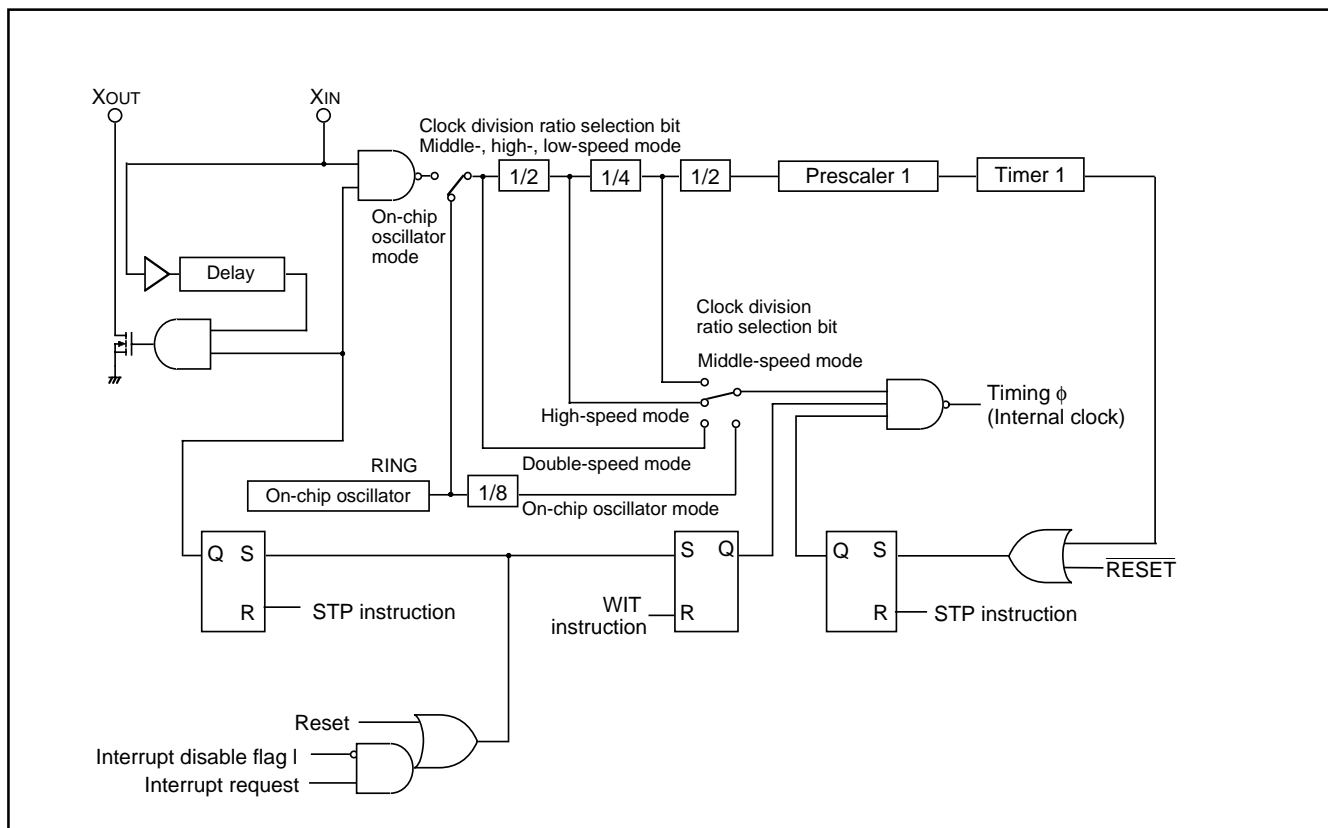 XOUT
XIN
Clock division ratio selection bit
Middle-, high-, low-speed mode
1/2
1/4
1/2
Prescaler 1
Timer 1
On-chip
oscillator
mode
Delay
Clock division
ratio selection bit
Middle-speed mode
High-speed mode
Timing ϕ
(Internal clock)
Double-speed mode
RING
On-chip oscillator
1/8
On-chip oscillator mode
Q S
R
STP instruction
S Q
R
WIT
instruction
Q S
R
STP instruction
RESET
Reset
Interrupt disable flag I
Interrupt request